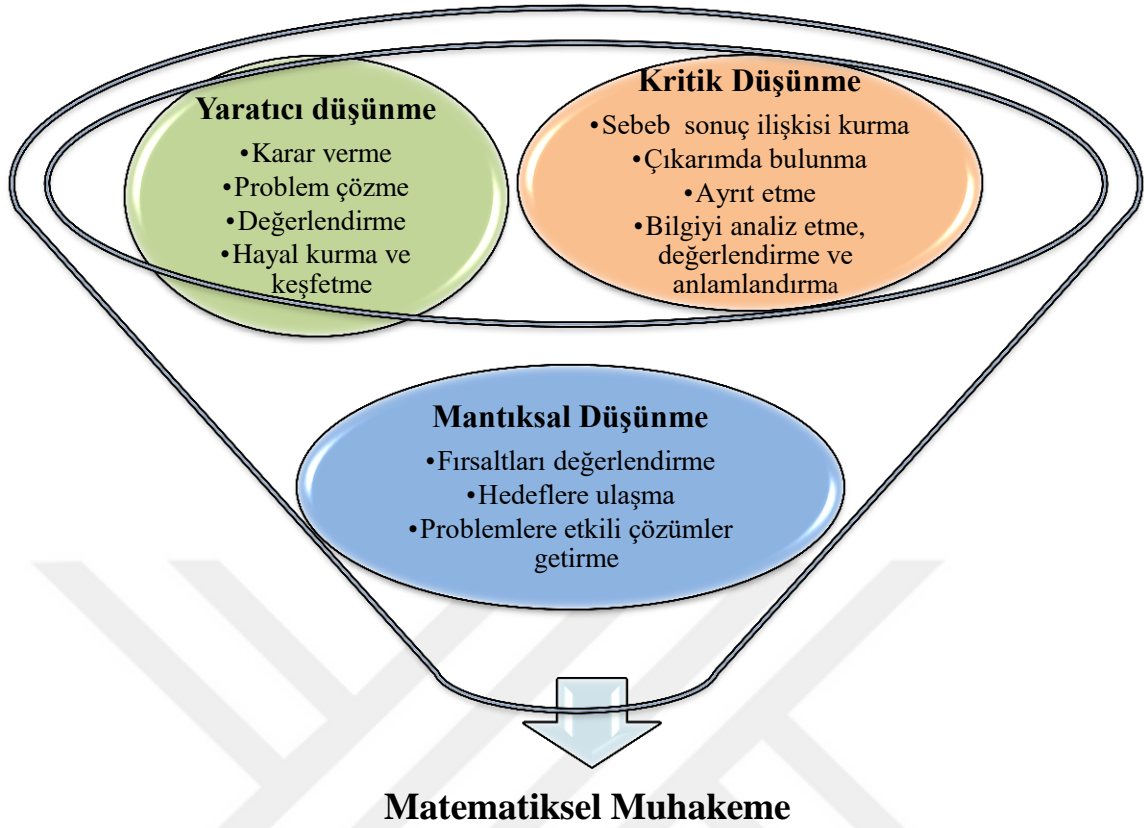 Yaratıcı düşünme
•Karar verme
•Problem çözme
•Değerlendirme
•Hayal kurma ve
keşfetme
Kritik Düşünme
•Sebeb sonuç ilişkisi kurma
•Çıkarımda bulunma
•Ayrıt etme
•Bilgiyi analiz etme,
değerlendirme ve
anlamlandırma
Mantıksal Düşünme
•Fırsaltları değerlendirme
•Hedeflere ulaşma
•Problemlere etkili çözümler
getirme
Matematiksel Muhakeme